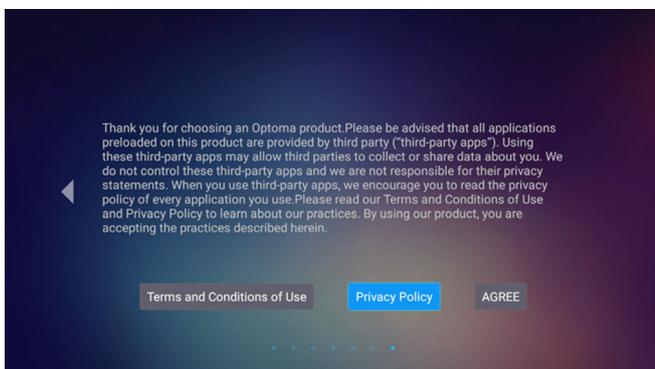 Thank you for choosing an Optoma product.Please be advised that all applications
preloaded on this product are provided by third party ("third-party apps"). Using
these third-party apps may allow third parties to collect or share data about you. We
do not control these third-party apps and we are not responsible for their privacy
statements. When you use third-party apps, we encourage you to read the privacy
policy of every application you use.Please read our Terms and Conditions of Use
and Privacy Policy to learn about our practices. By using our product, you are
accepting the practices described herein.
Terms and Conditions of Use Privacy Policy AGREE